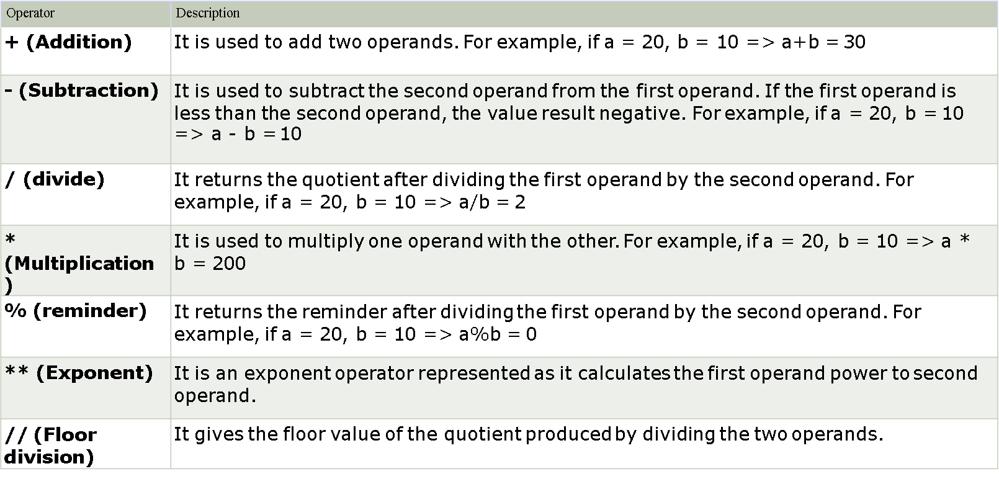 Operator Description
+ (Addition) It is used to add two operands. For example, if a = 20, b = 10 => a+b = 30
- (Subtraction) It is used to subtract the second operand from the first operand. If the first operand is
less than the second operand, the value result negative. For example, if a = 20, b = 10
=> a - b = 10
/ (divide) It returns the quotient after dividing the first operand by the second operand. For
example, if a = 20, b = 10 => a/b = 2
* It is used to multiply one operand with the other. For example, if a = 20, b = 10 => a *
(Multiplication b = 200
)
% (reminder) It returns the reminder after dividing the first operand by the second operand. For
example, if a = 20, b = 10 => a%b = 0
** (Exponent) It is an exponent operator represented as it calculates the first operand power to second
operand.
// (Floor It gives the floor value of the quotient produced by dividing the two operands.
division)